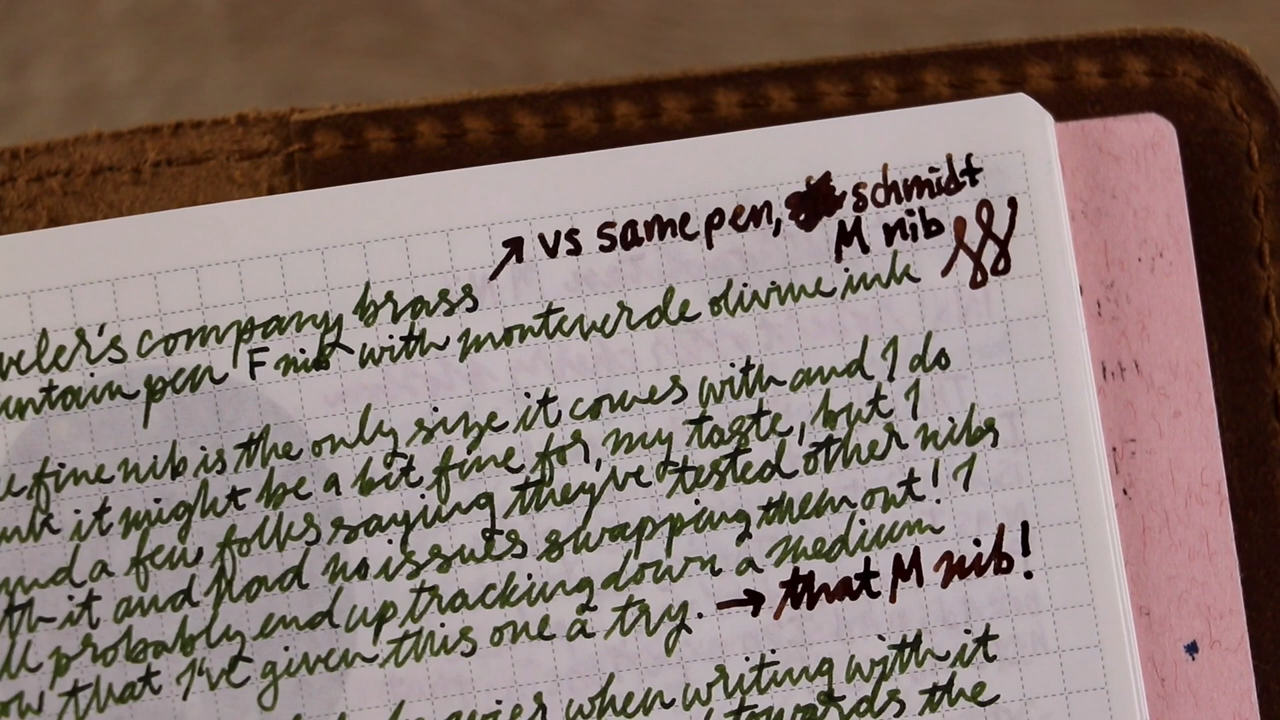 ↗ vs same pen, schmidt
M nib
veler's company brass
untain pen F nib with monteverde olivine ink
e fine nib is the only size it comes with and I do
nk it might be a bit fine for my taste, but I
und a few folks saying they've tested other nibs
th it and had no issues swapping them out! I
ll probably end up tracking down a medium
ow that I've given this one a try. → that M nib!
when writing with it
towards the